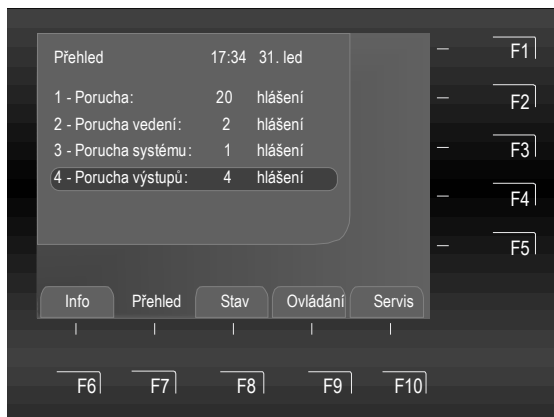 Přehled 17:34 31. led
1 - Porucha: 20 hlášení
2 - Porucha vedení: 2 hlášení
3 - Porucha systému: 1 hlášení
4 - Porucha výstupů: 4 hlášení
F1
F2
F3
F4
F5
Info Přehled Stav Ovládání Servis
F6 F7 F8 F9 F10